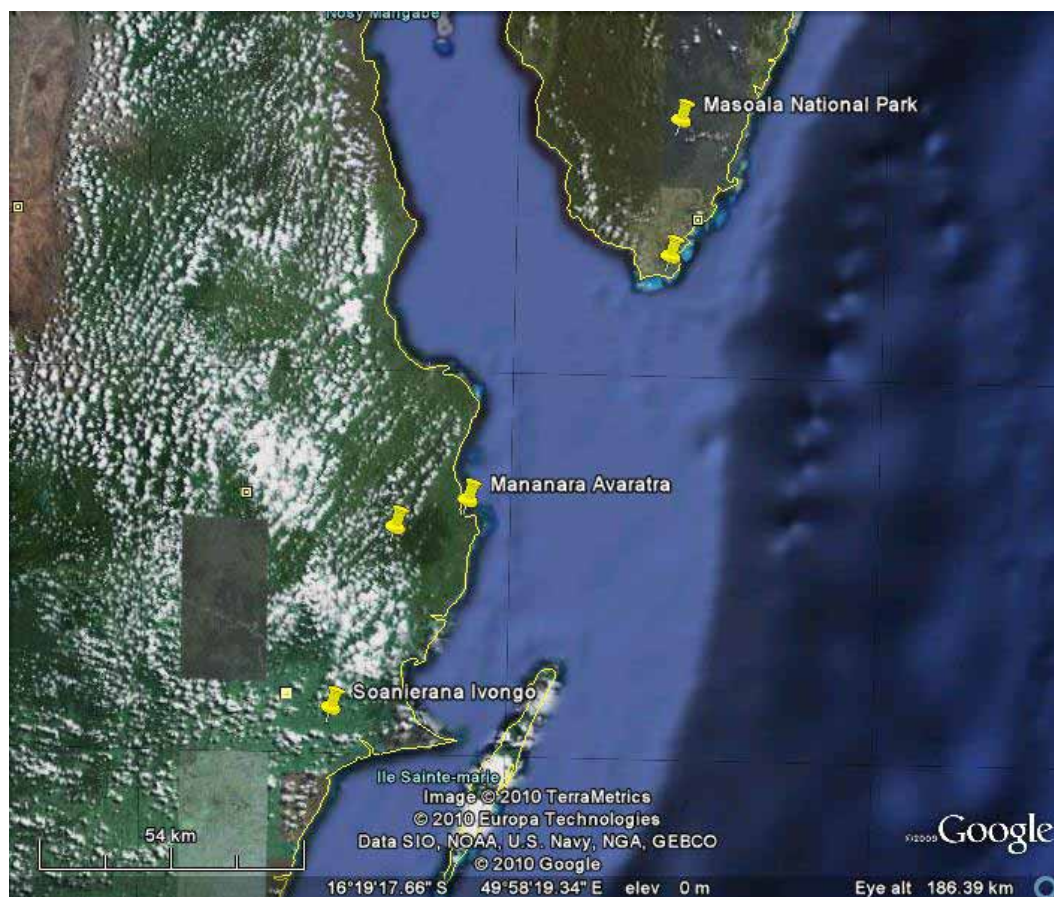 Nosy Mangabe
Masoala National Park
Mananara Avaratra
Soanierana Ivongo
Ile Sainte-marie
Image © 2010 TerraMetrics
© 2010 Europa Technologies
Data SIO, NOAA, U.S. Navy, NGA, GEBCO
© 2010 Google
54 km
©2009 Google
16°19'17.66" S 49°58'19.34" E elev 0 m Eye alt 186.39 km